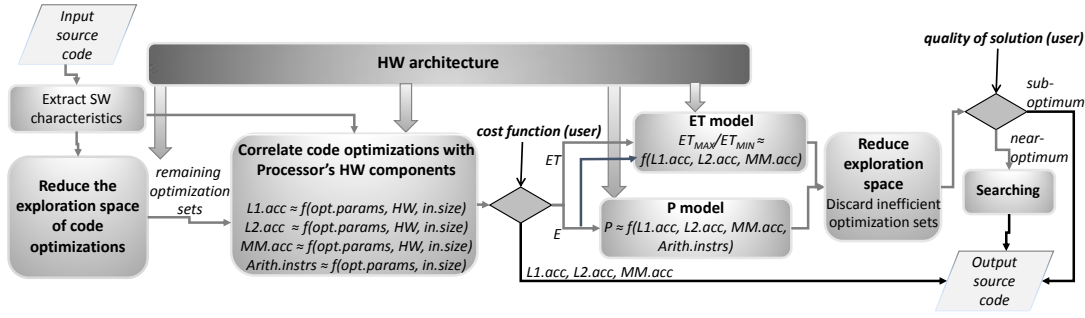 Input
source
code
HW architecture
Extract SW
characteristics
Reduce the
exploration space
of code
optimizations
remaining
optimization
sets
Correlate code optimizations with
Processor's HW components
L1.acc ≈ f(opt.params, HW, in.size)
L2.acc ≈ f(opt.params, HW, in.size)
MM.acc ≈ f(opt.params, HW, in.size)
Arith.instrs ≈ f(opt.params, in.size)
cost function (user)
ET
E
L1.acc, L2.acc, MM.acc
ET model
ET_MAX/ET_MIN ≈
f(L1.acc, L2.acc, MM.acc)
P model
P ≈ f(L1.acc, L2.acc, MM.acc,
Arith.instrs)
Reduce
exploration
space
Discard inefficient
optimization sets
quality of solution (user)
sub-
optimum
near-
optimum
Searching
Output
source
code